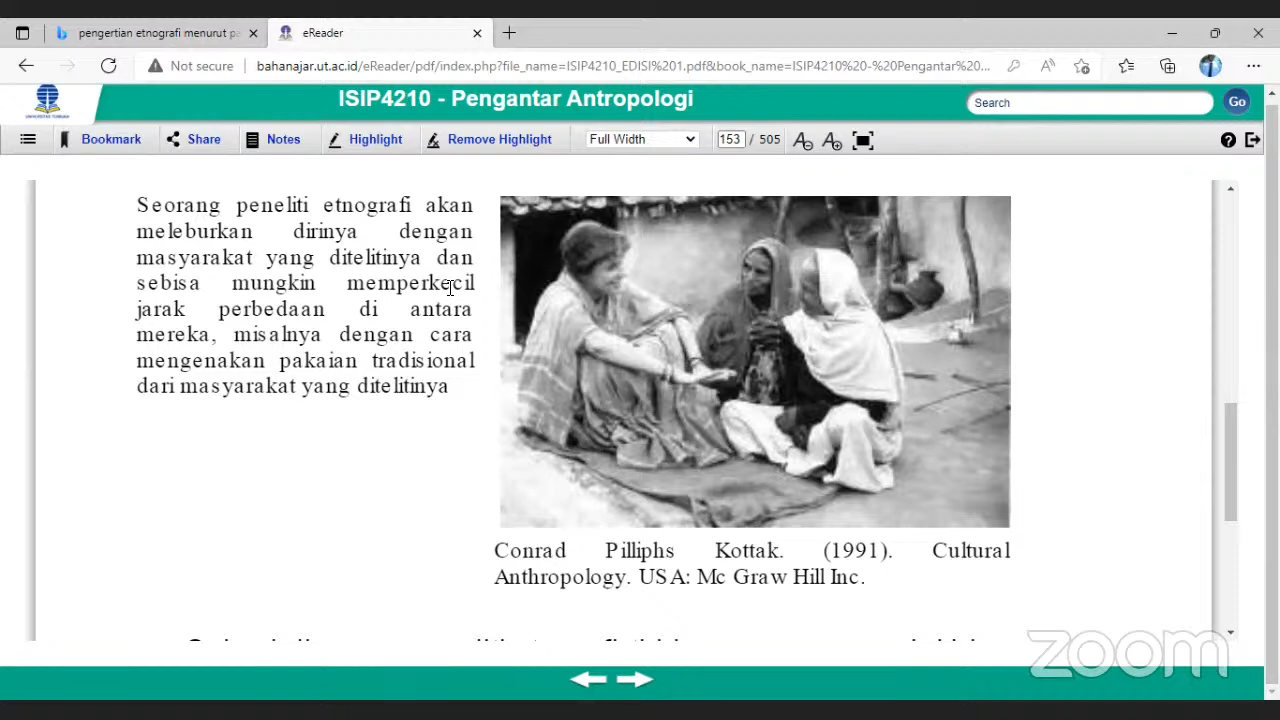 pengertian etnografi menurut pa
eReader
Not secure
bahanajar.ut.ac.id/eReader/pdf/index.php?file_name=ISIP4210_EDISI%201.pdf&book_name=ISIP4210%20-%20Pengantar%20...
ISIP4210 - Pengantar Antropologi
Search
Go
Bookmark
Share
Notes
Highlight
Remove Highlight
Full Width
153 / 505
Seorang peneliti etnografi akan
meleburkan dirinya dengan
masyarakat yang ditelitinya dan
sebisa mungkin memperkecil
jarak perbedaan di antara
mereka, misalnya dengan cara
mengenakan pakaian tradisional
dari masyarakat yang ditelitinya
Conrad Pilliphs Kottak. (1991). Cultural
Anthropology. USA: Mc Graw Hill Inc.
zoom